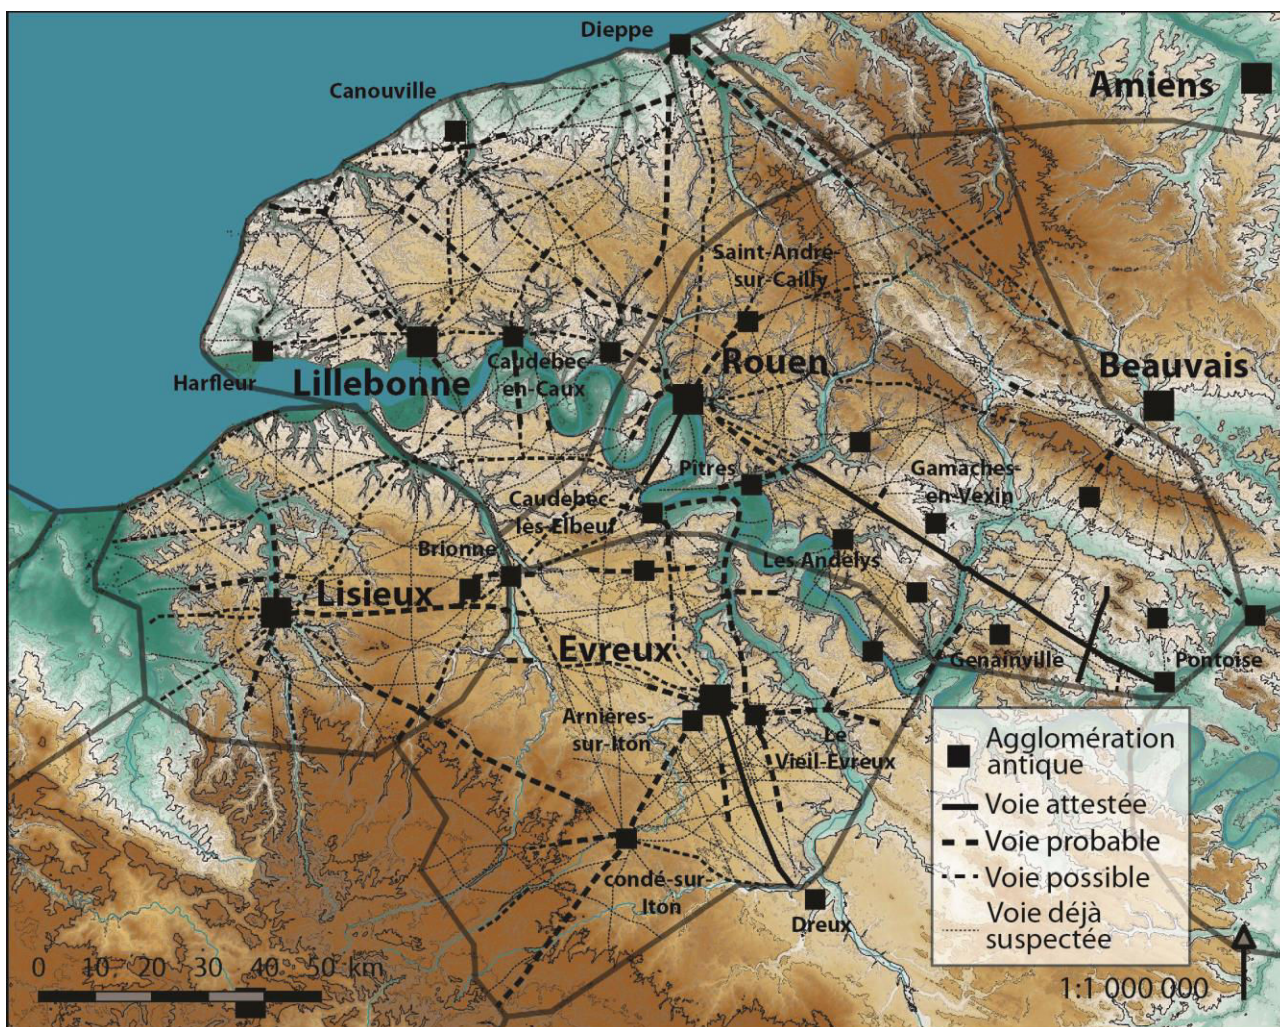 Dieppe
Canouville
Amiens
Saint-André-
sur-Cailly
Rouen
Harfleur
Lillebonne
Caudebec-
en-Caux
Beauvais
Pîtres
Gamaches-
en-Vexin
Caudebec-
lès-Elbeuf
Brionne
Les Andelys
Lisieux
Evreux
Genainville
Pontoise
Arnières-
sur-Iton
Le
Vieil-Evreux
condé-sur-
Iton
Dreux
Agglomération
antique
Voie attestée
Voie probable
Voie possible
Voie déjà
suspectée
0 10 20 30 40 50 km
1:1 000 000